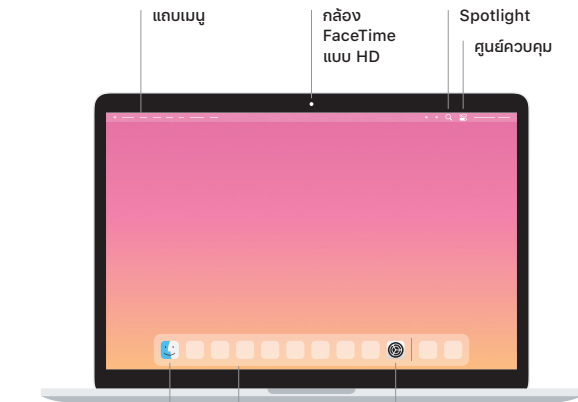 แถบเมนู
กล้อง
FaceTime
แบบ HD
Spotlight
ศูนย์ควบคุม